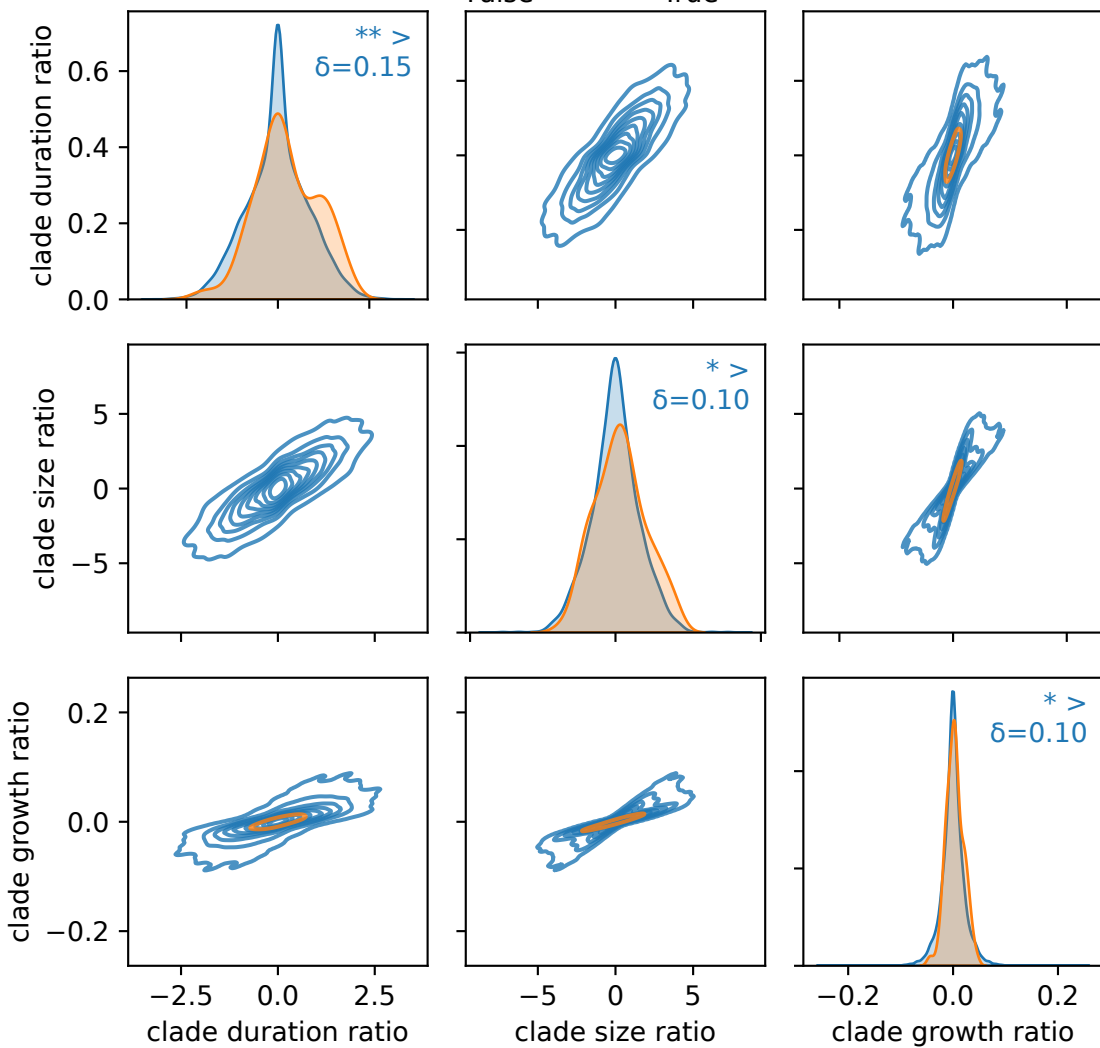 False True
** >
δ=0.15
clade duration ratio
0.6
0.4
0.2
0.0
* >
δ=0.10
clade size ratio
5
0
−5
* >
δ=0.10
clade growth ratio
0.2
0.0
−0.2
−2.5 0.0 2.5
−5 0 5
−0.2 0.0 0.2
clade duration ratio
clade size ratio
clade growth ratio